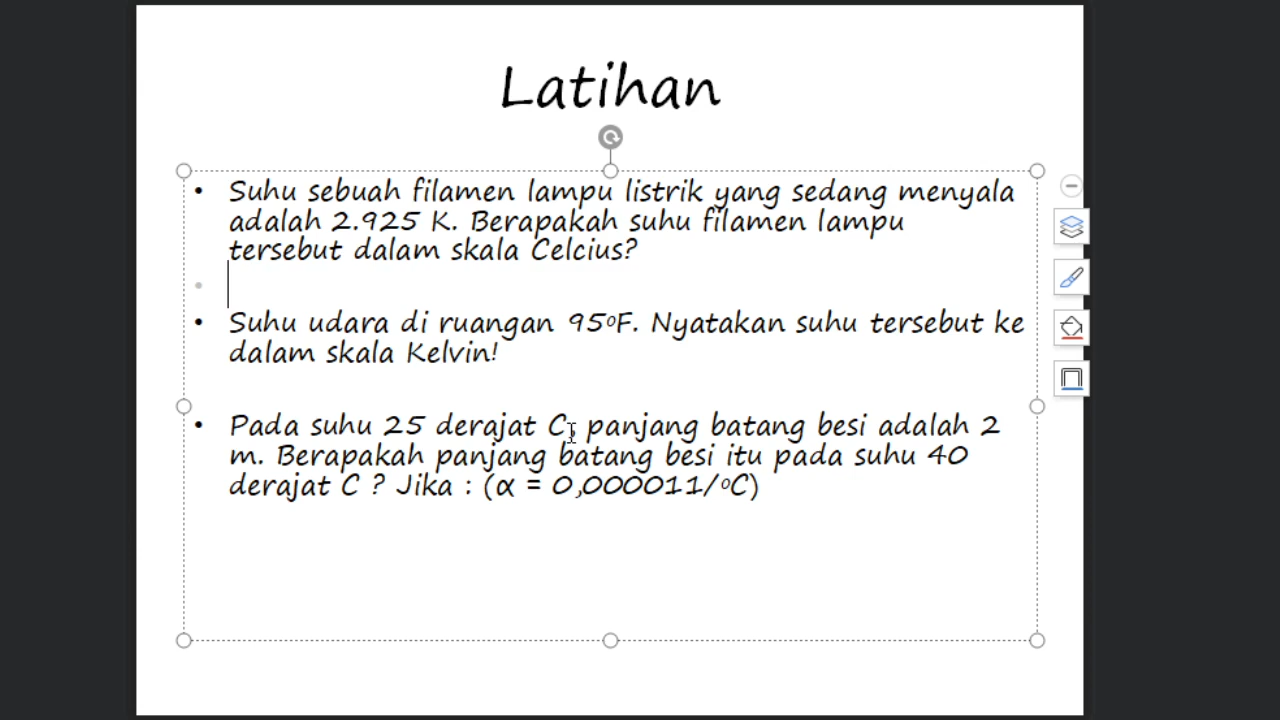 Latihan
• Suhu sebuah filamen lampu listrik yang sedang menyala
adalah 2.925 K. Berapakah suhu filamen lampu
tersebut dalam skala Celcius?
•
• Suhu udara di ruangan 95oF. Nyatakan suhu tersebut ke
dalam skala Kelvin!
• Pada suhu 25 derajat C, panjang batang besi adalah 2
m. Berapakah panjang batang besi itu pada suhu 40
derajat C ? Jika : (α = 0,000011/oC)